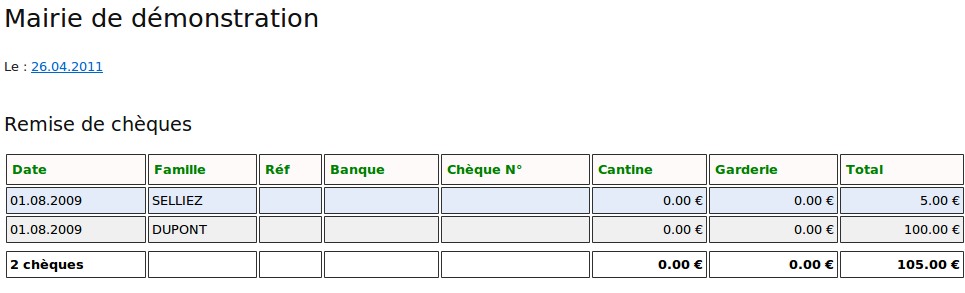 Mairie de démonstration
Le : 26.04.2011
Remise de chèques
Date Famille Réf Banque Chèque N° Cantine Garderie Total
01.08.2009 SELLIEZ 0.00 € 0.00 € 5.00 €
01.08.2009 DUPONT 0.00 € 0.00 € 100.00 €
2 chèques 0.00 € 0.00 € 105.00 €